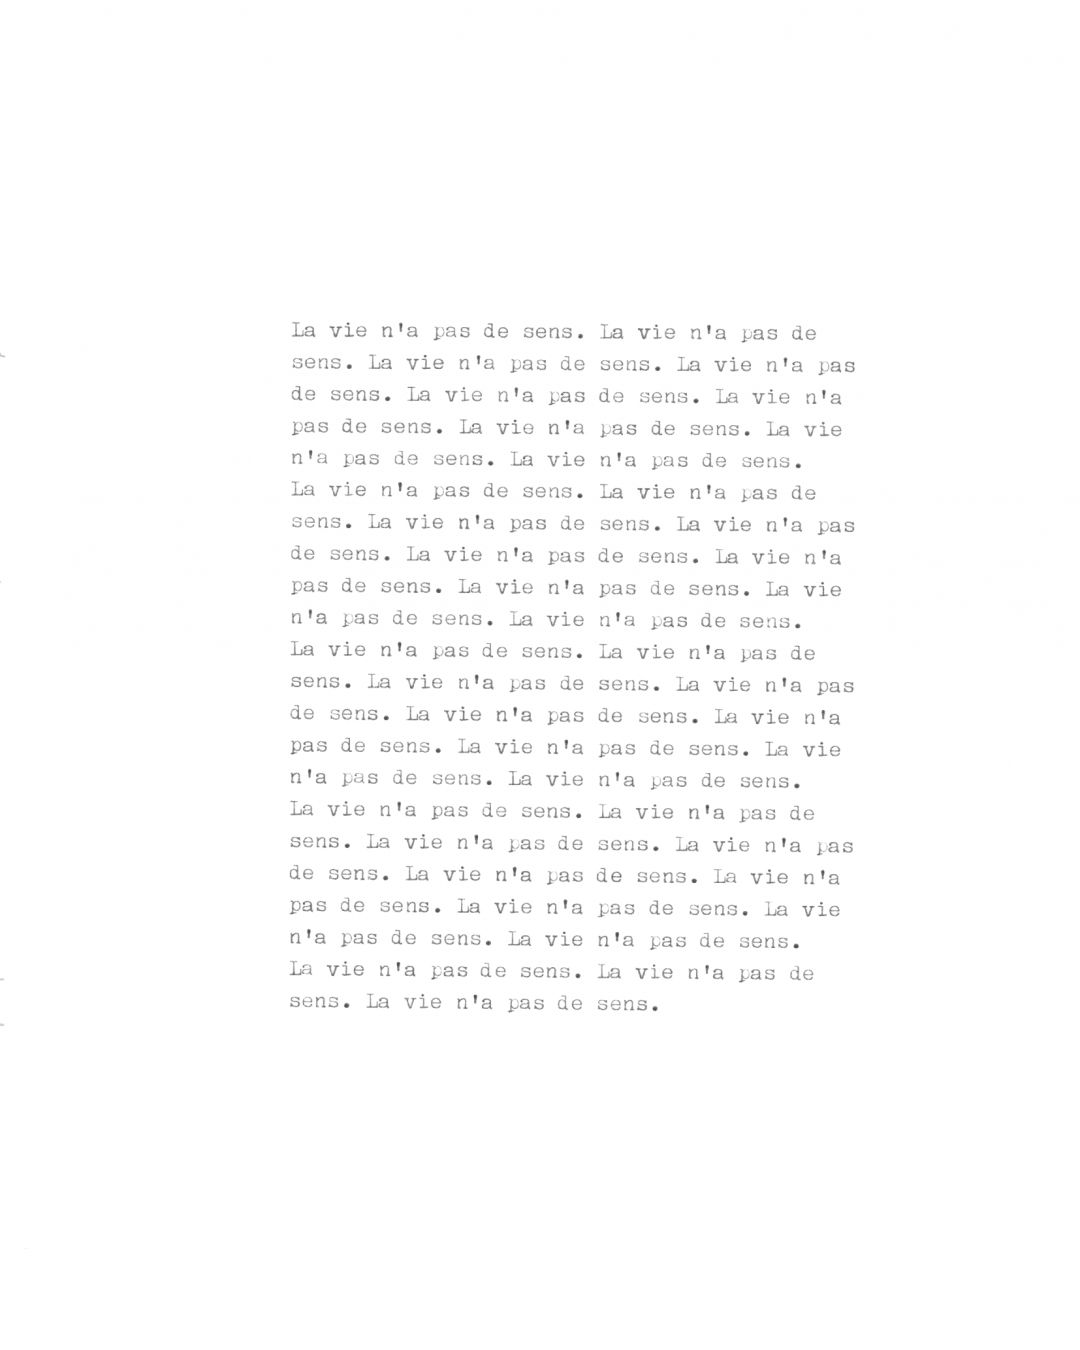 La vie n'a pas de sens. La vie n'a pas de
sens. La vie n'a pas de sens. La vie n'a pas
de sens. La vie n'a pas de sens. La vie n'a
pas de sens. La vie n'a pas de sens. La vie
n'a pas de sens. La vie n'a pas de sens.
La vie n'a pas de sens. La vie n'a pas de
sens. La vie n'a pas de sens. La vie n'a pas
de sens. La vie n'a pas de sens. La vie n'a
pas de sens. La vie n'a pas de sens. La vie
n'a pas de sens. La vie n'a pas de sens.
La vie n'a pas de sens. La vie n'a pas de
sens. La vie n'a pas de sens. La vie n'a pas
de sens. La vie n'a pas de sens. La vie n'a
pas de sens. La vie n'a pas de sens. La vie
n'a pas de sens. La vie n'a pas de sens.
La vie n'a pas de sens. La vie n'a pas de
sens. La vie n'a pas de sens. La vie n'a pas
de sens. La vie n'a pas de sens. La vie n'a
pas de sens. La vie n'a pas de sens. La vie
n'a pas de sens. La vie n'a pas de sens.
La vie n'a pas de sens. La vie n'a pas de
sens. La vie n'a pas de sens.